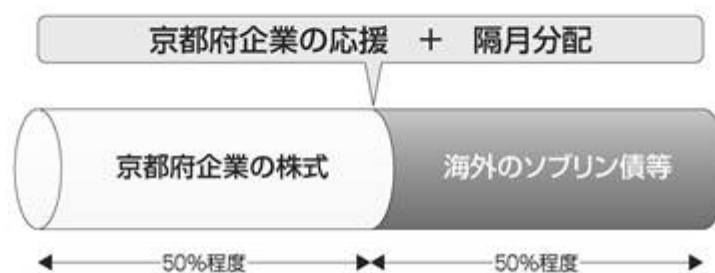 京都府企業の応援 + 隔月分配
京都府企業の株式
海外のソブリン債等
50%程度
50%程度